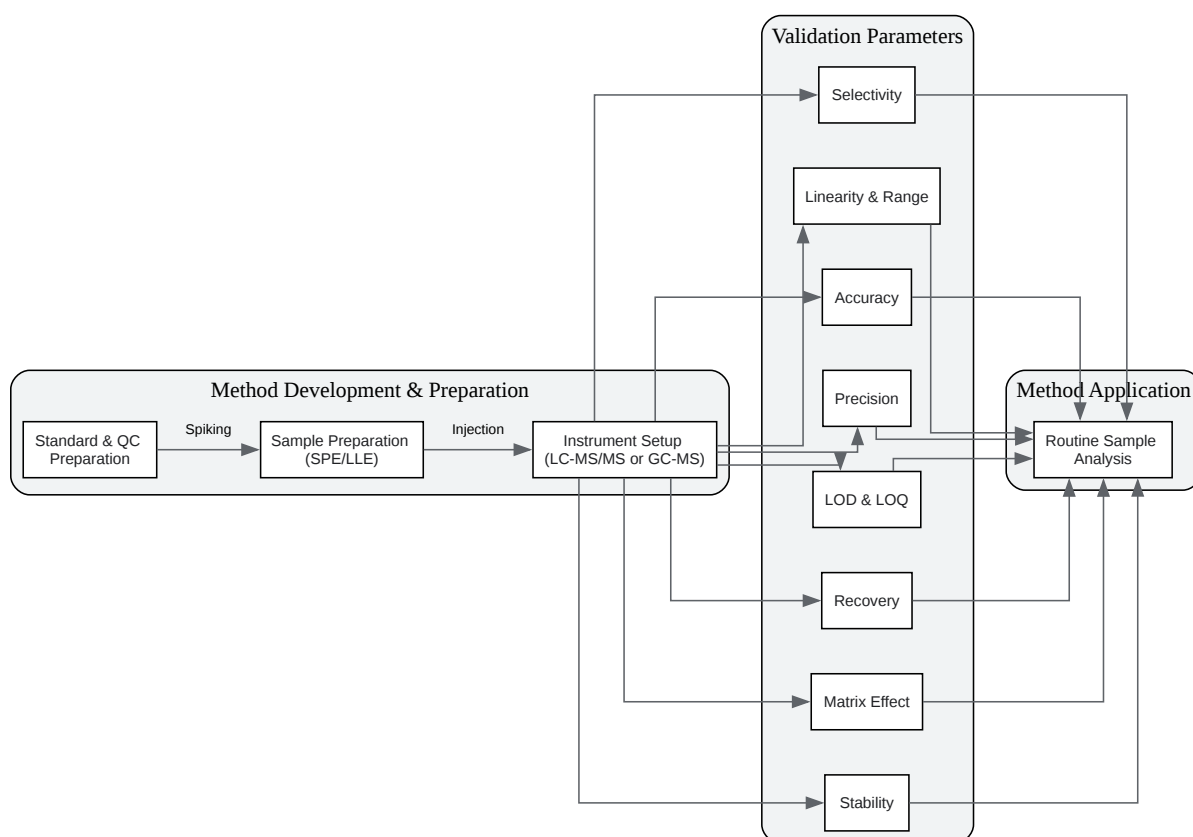 Validation Parameters
Selectivity
Linearity & Range
Accuracy
Precision
LOD & LOQ
Recovery
Matrix Effect
Stability
Method Development & Preparation
Standard & QC
Preparation
Spiking
Sample Preparation
(SPE/LLE)
Injection
Instrument Setup
(LC-MS/MS or GC-MS)
Method Application
Routine Sample
Analysis